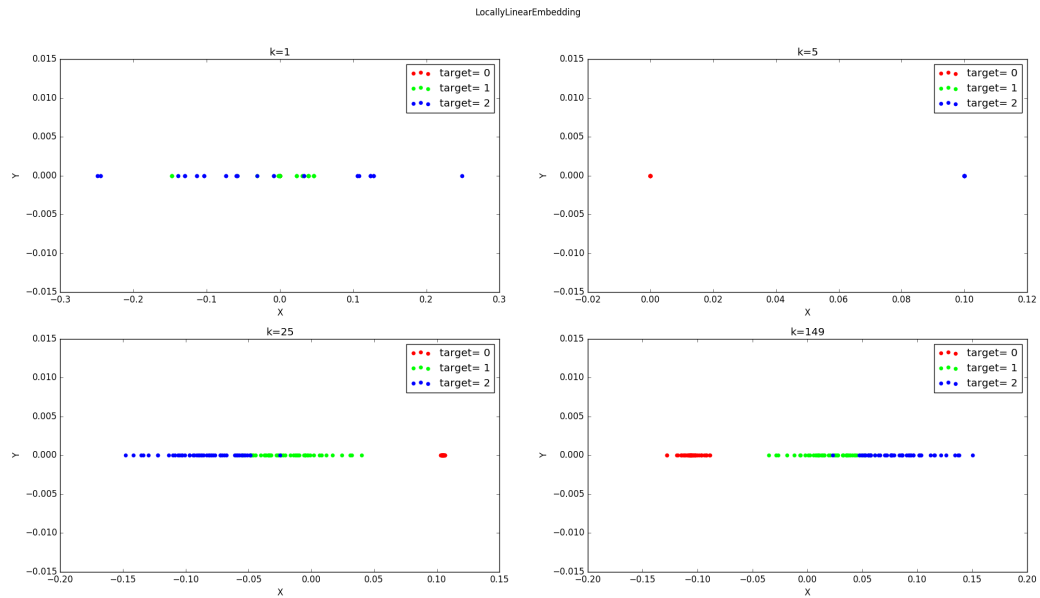 LocallyLinearEmbedding
k=1
0.015
0.010
0.005
0.000
−0.005
−0.010
−0.015
Y
−0.3
−0.2
−0.1
0.0
0.1
0.2
0.3
X
target= 0
target= 1
target= 2
k=5
0.015
0.010
0.005
0.000
−0.005
−0.010
−0.015
Y
−0.02
0.00
0.02
0.04
0.06
0.08
0.10
0.12
X
target= 0
target= 1
target= 2
k=25
0.015
0.010
0.005
0.000
−0.005
−0.010
−0.015
Y
−0.20
−0.15
−0.10
−0.05
0.00
0.05
0.10
0.15
X
target= 0
target= 1
target= 2
k=149
0.015
0.010
0.005
0.000
−0.005
−0.010
−0.015
Y
−0.20
−0.15
−0.10
−0.05
0.00
0.05
0.10
0.15
0.20
X
target= 0
target= 1
target= 2